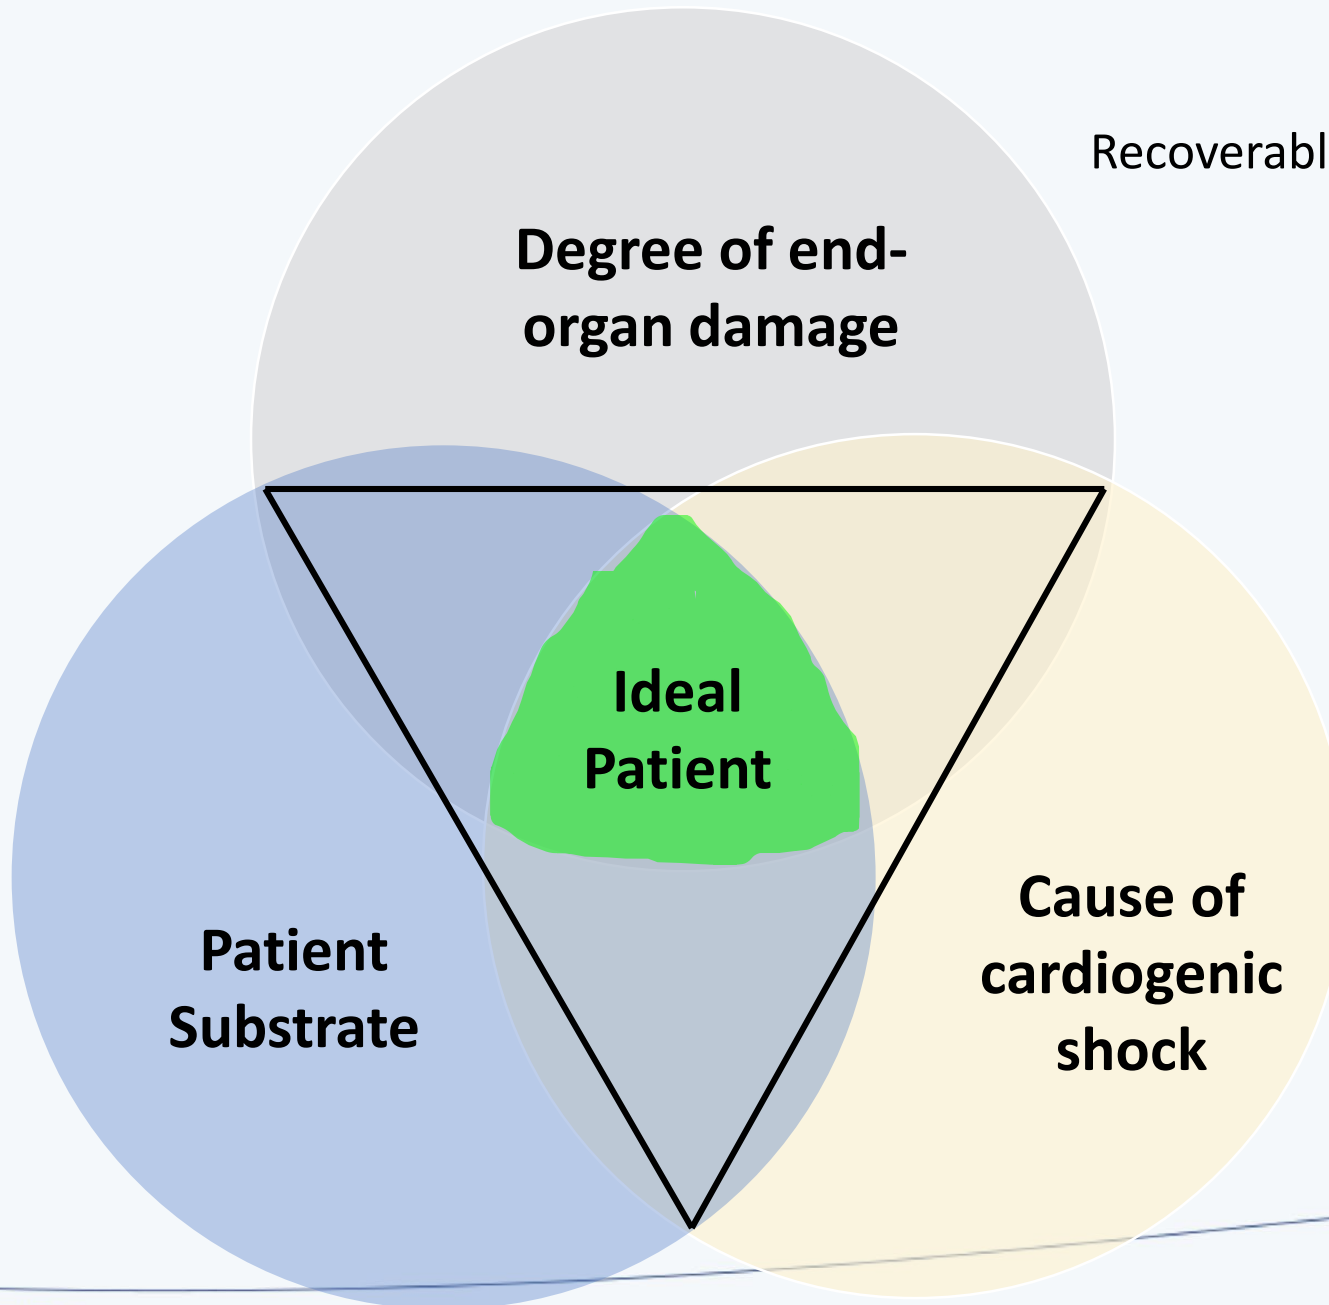 Recoverabl
Degree of end-
organ damage
Ideal
Patient
Patient
Substrate
Cause of
cardiogenic
shock